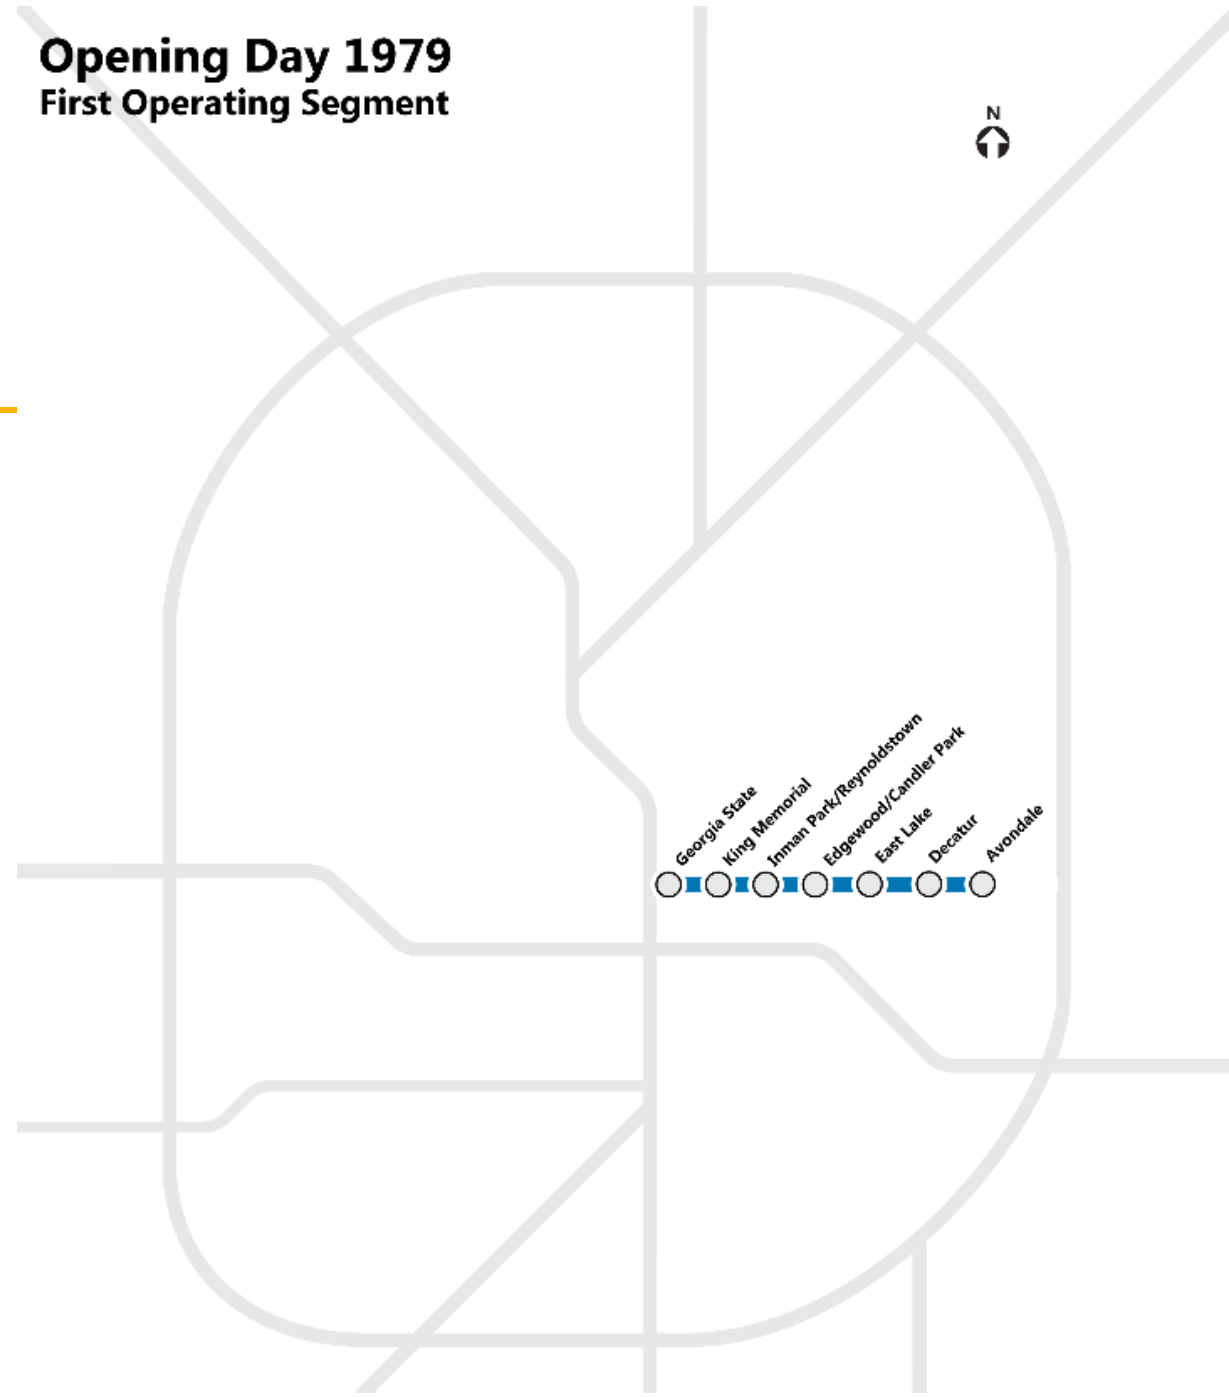 Opening Day 1979
First Operating Segment
N
Georgia State
King Memorial
Inman Park/Reynoldstown
Edgewood/Candler Park
East Lake
Decatur
Avondale